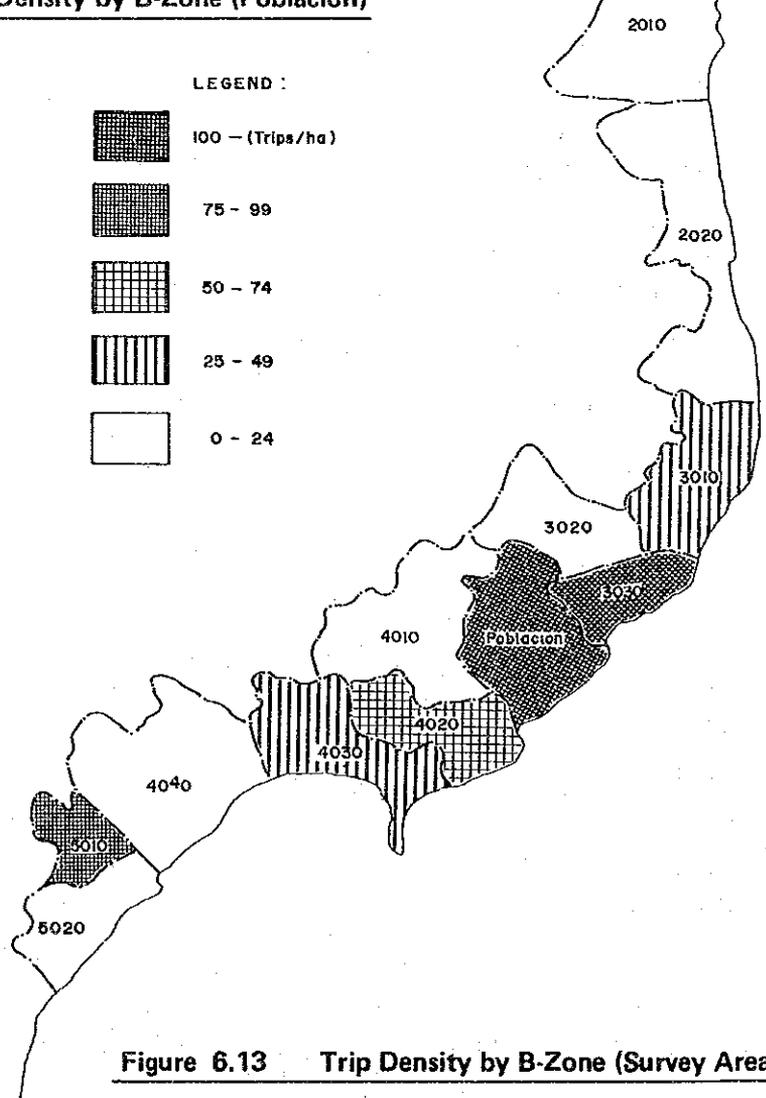 Density by B-Zone (Poblacion)
2010
LEGEND :
100 — (Trips/ha)
75 - 99
2020
50 - 74
25 - 49
0 - 24
3010
3020
3030
4010
Poblacion
4020
4030
4040
5010
5020
Figure 6.13 Trip Density by B-Zone (Survey Area